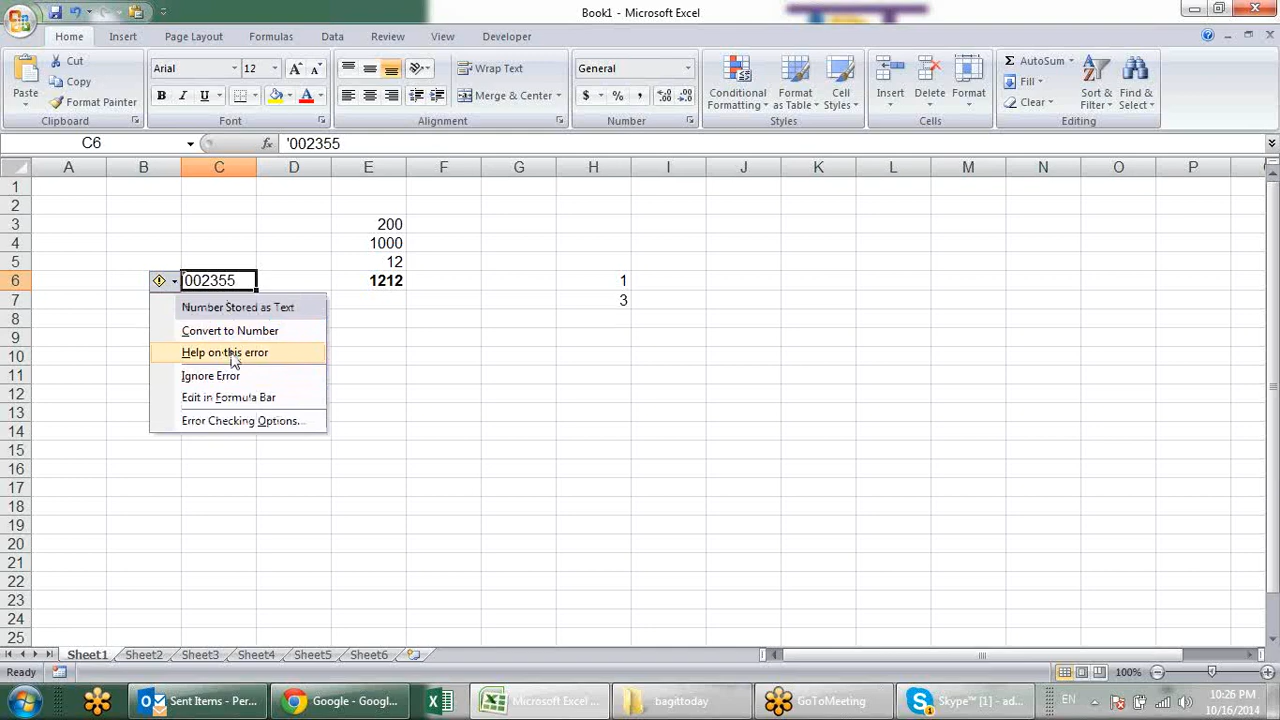 Book1 - Microsoft Excel
Home Insert Page Layout Formulas Data Review View Developer
Paste
Cut
Copy
Format Painter
Clipboard
Arial 12
B I U
Font
Wrap Text
Merge & Center
Alignment
General
$ % ,
Number
Conditional Formatting
Format as Table
Cell Styles
Styles
Insert Delete Format
Cells
AutoSum
Fill
Clear
Sort & Filter
Find & Select
Editing
C6 fx '002355
A B C D E F G H I J K L M N O P
1
2
3 200
4 1000
5 12
6 '002355 1212 1
7 3
8
9
10
11
12
13
14
15
16
17
18
19
20
21
22
23
24
25
Number Stored as Text
Convert to Number
Help on this error
Ignore Error
Edit in Formula Bar
Error Checking Options...
Sheet1 Sheet2 Sheet3 Sheet4 Sheet5 Sheet6
Ready 100%
Sent Items - Per... Google - Googl... Microsoft Excel ... bagittoday GoToMeeting Skype™ [1] - ad... EN 10:26 PM
10/16/2014